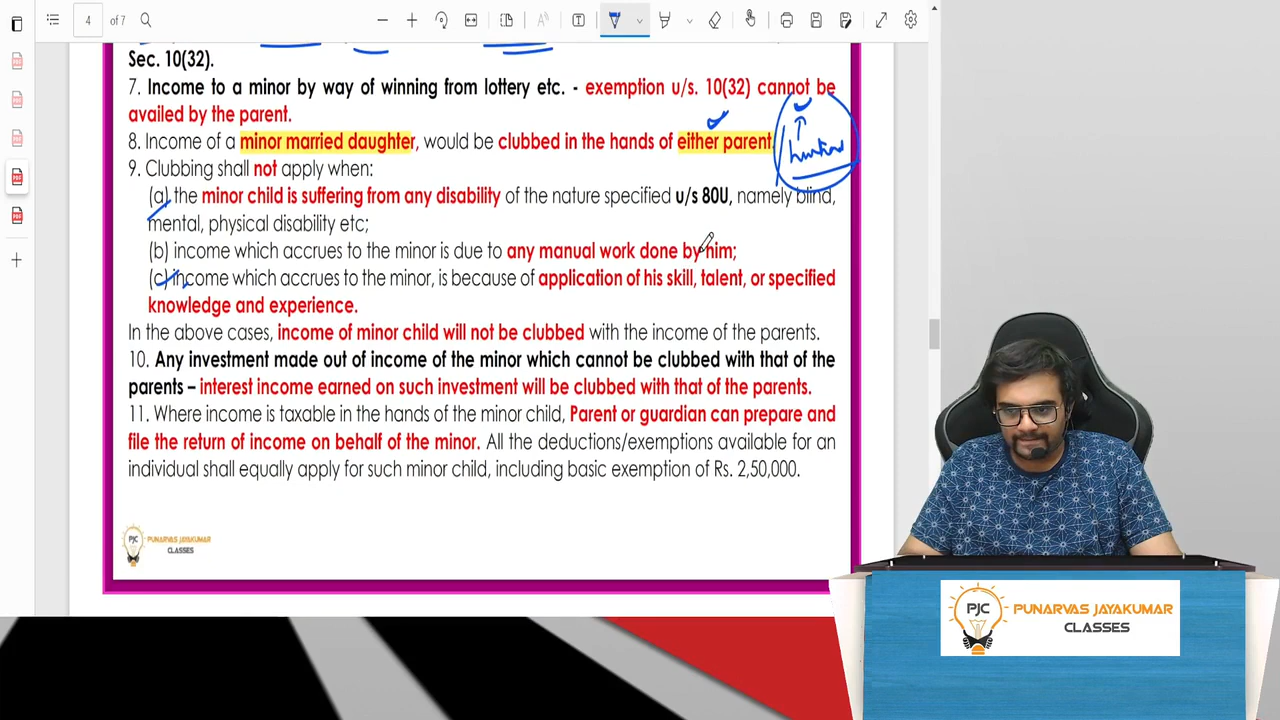 4 of 7
Sec. 10(32).
7. Income to a minor by way of winning from lottery etc. - exemption u/s. 10(32) cannot be
availed by the parent.
8. Income of a minor married daughter, would be clubbed in the hands of either parent
9. Clubbing shall not apply when:
(a) the minor child is suffering from any disability of the nature specified u/s 80U, namely blind,
mental, physical disability etc;
(b) income which accrues to the minor is due to any manual work done by him;
(c) income which accrues to the minor, is because of application of his skill, talent, or specified
knowledge and experience.
In the above cases, income of minor child will not be clubbed with the income of the parents.
10. Any investment made out of income of the minor which cannot be clubbed with that of the
parents – interest income earned on such investment will be clubbed with that of the parents.
11. Where income is taxable in the hands of the minor child, Parent or guardian can prepare and
file the return of income on behalf of the minor. All the deductions/exemptions available for an
individual shall equally apply for such minor child, including basic exemption of Rs. 2,50,000.
PJC PUNARVAS JAYAKUMAR
CLASSES
PJC PUNARVAS JAYAKUMAR
CLASSES